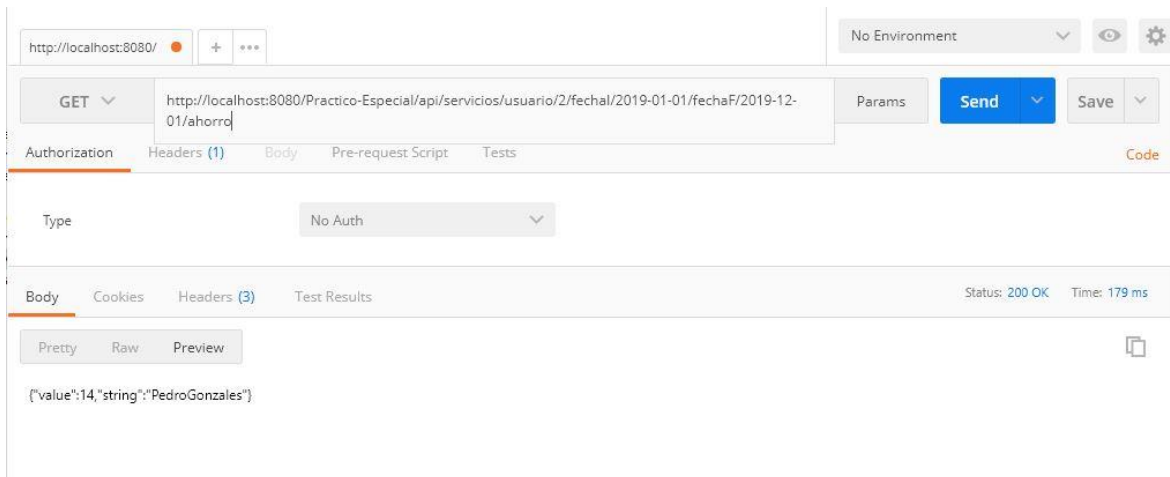 http://localhost:8080/
+
•••
No Environment
GET
http://localhost:8080/Practico-Especial/api/servicios/usuario/2/fechaI/2019-01-01/fechaF/2019-12-
01/ahorro
Params
Send
Save
Authorization
Headers (1)
Body
Pre-request Script
Tests
Code
Type
No Auth
Body
Cookies
Headers (3)
Test Results
Status: 200 OK
Time: 179 ms
Pretty
Raw
Preview
{"value":14,"string":"PedroGonzales"}